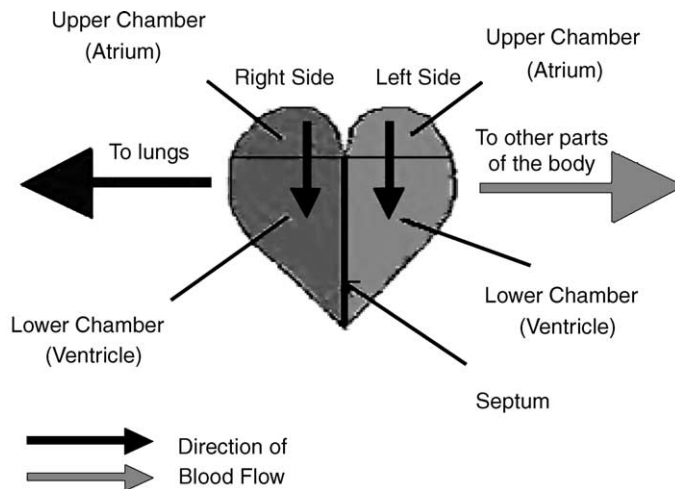 Upper Chamber
(Atrium)
Right Side
Left Side
Upper Chamber
(Atrium)
To lungs
To other parts
of the body
Lower Chamber
(Ventricle)
Lower Chamber
(Ventricle)
Septum
Direction of
Blood Flow